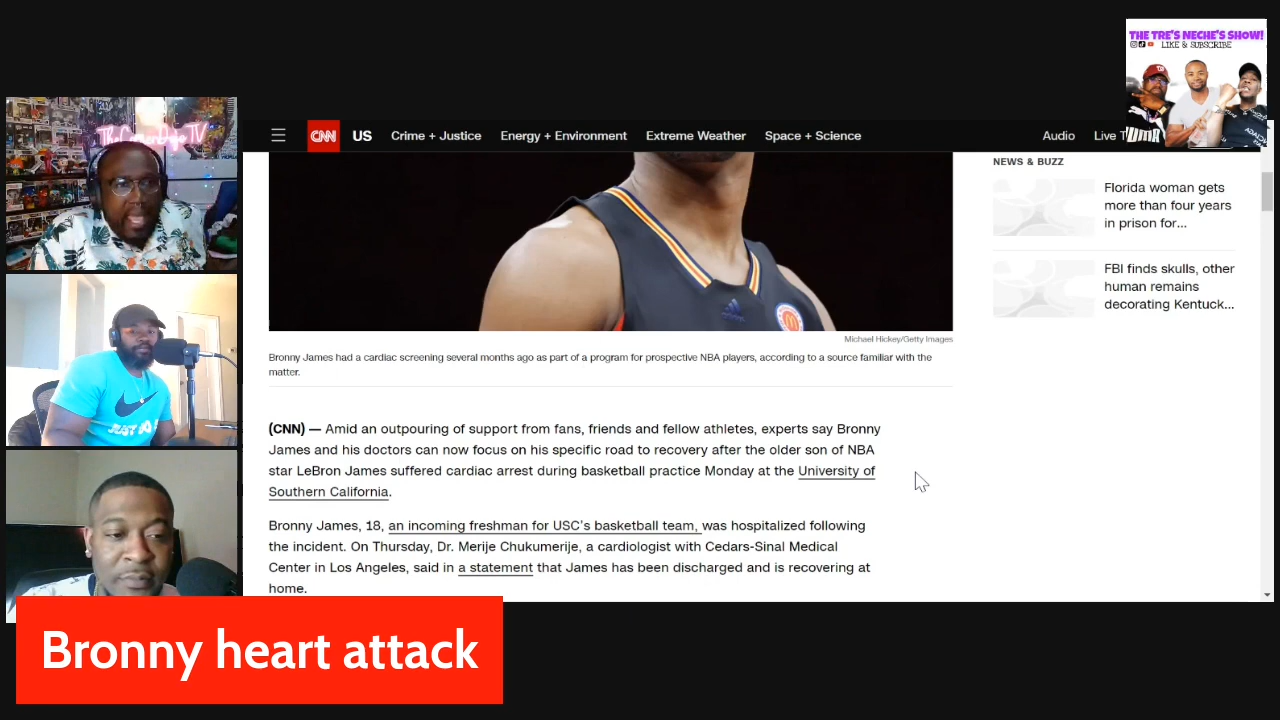 THE TRE'S NECHE'S SHOW!
LIKE & SUBSCRIBE
TheCornerDojoTV
CNN US Crime + Justice Energy + Environment Extreme Weather Space + Science Audio Live
NEWS & BUZZ
Florida woman gets
more than four years
in prison for...
FBI finds skulls, other
human remains
decorating Kentuck...
Michael Hickey/Getty Images
Bronny James had a cardiac screening several months ago as part of a program for prospective NBA players, according to a source familiar with the
matter.
(CNN) — Amid an outpouring of support from fans, friends and fellow athletes, experts say Bronny
James and his doctors can now focus on his specific road to recovery after the older son of NBA
star LeBron James suffered cardiac arrest during basketball practice Monday at the University of
Southern California.
Bronny James, 18, an incoming freshman for USC's basketball team, was hospitalized following
the incident. On Thursday, Dr. Merije Chukumerije, a cardiologist with Cedars-Sinai Medical
Center in Los Angeles, said in a statement that James has been discharged and is recovering at
home.
JUST DO
Bronny heart attack